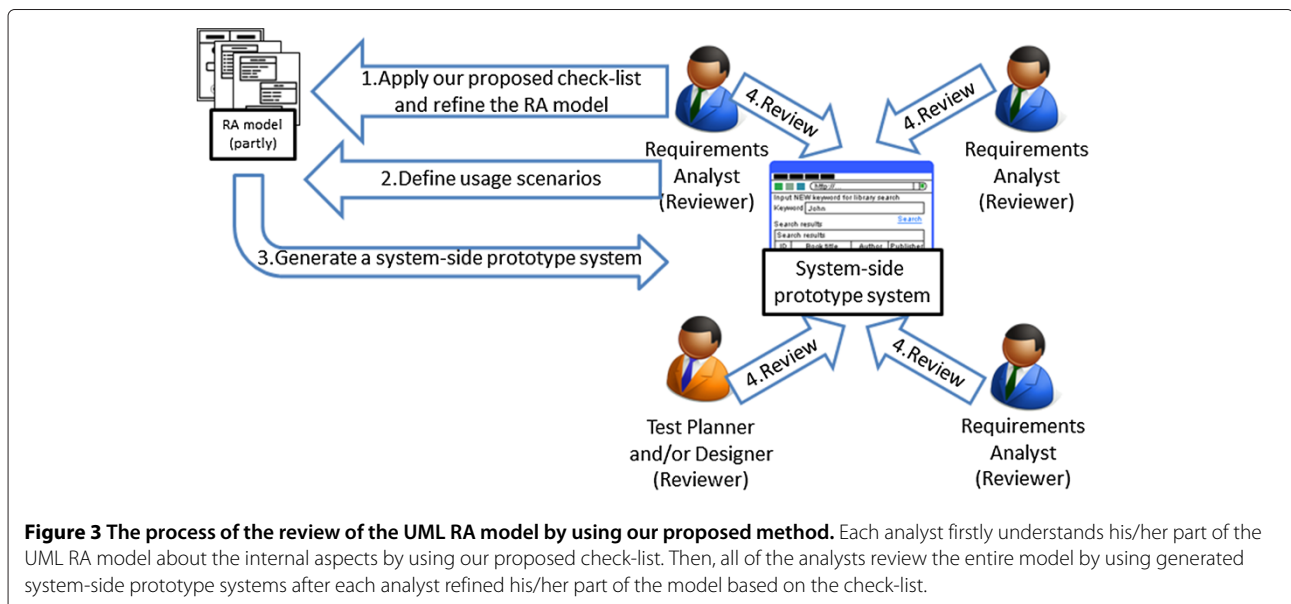 1.Apply our proposed check-list
and refine the RA model
RA model
(partly)
2.Define usage scenarios
3.Generate a system-side prototype system
Requirements
Analyst
(Reviewer)
4.Review
4.Review
Requirements
Analyst
(Reviewer)
http://...
Input NEW keyword for library search
Keyword John
Search
Search results
Search results
ID Book title Author Publisher
System-side
prototype system
4.Review
4.Review
Test Planner
and/or Designer
(Reviewer)
Requirements
Analyst
(Reviewer)
Figure 3 The process of the review of the UML RA model by using our proposed method. Each analyst firstly understands his/her part of the
UML RA model about the internal aspects by using our proposed check-list. Then, all of the analysts review the entire model by using generated
system-side prototype systems after each analyst refined his/her part of the model based on the check-list.